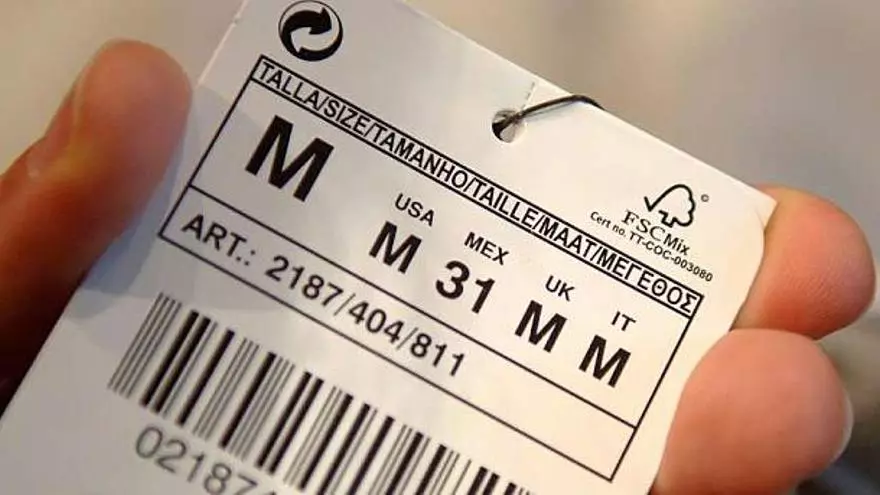 TALLA/SIZE/TAMANHO/TAILLE/MAAT/ΜΕΓΕΘΟΣ
M
USA MEX UK IT
M 31 M M
ART.: 2187/404/811
02187
©
FSC Mix
Cert no. TT-COC-003080